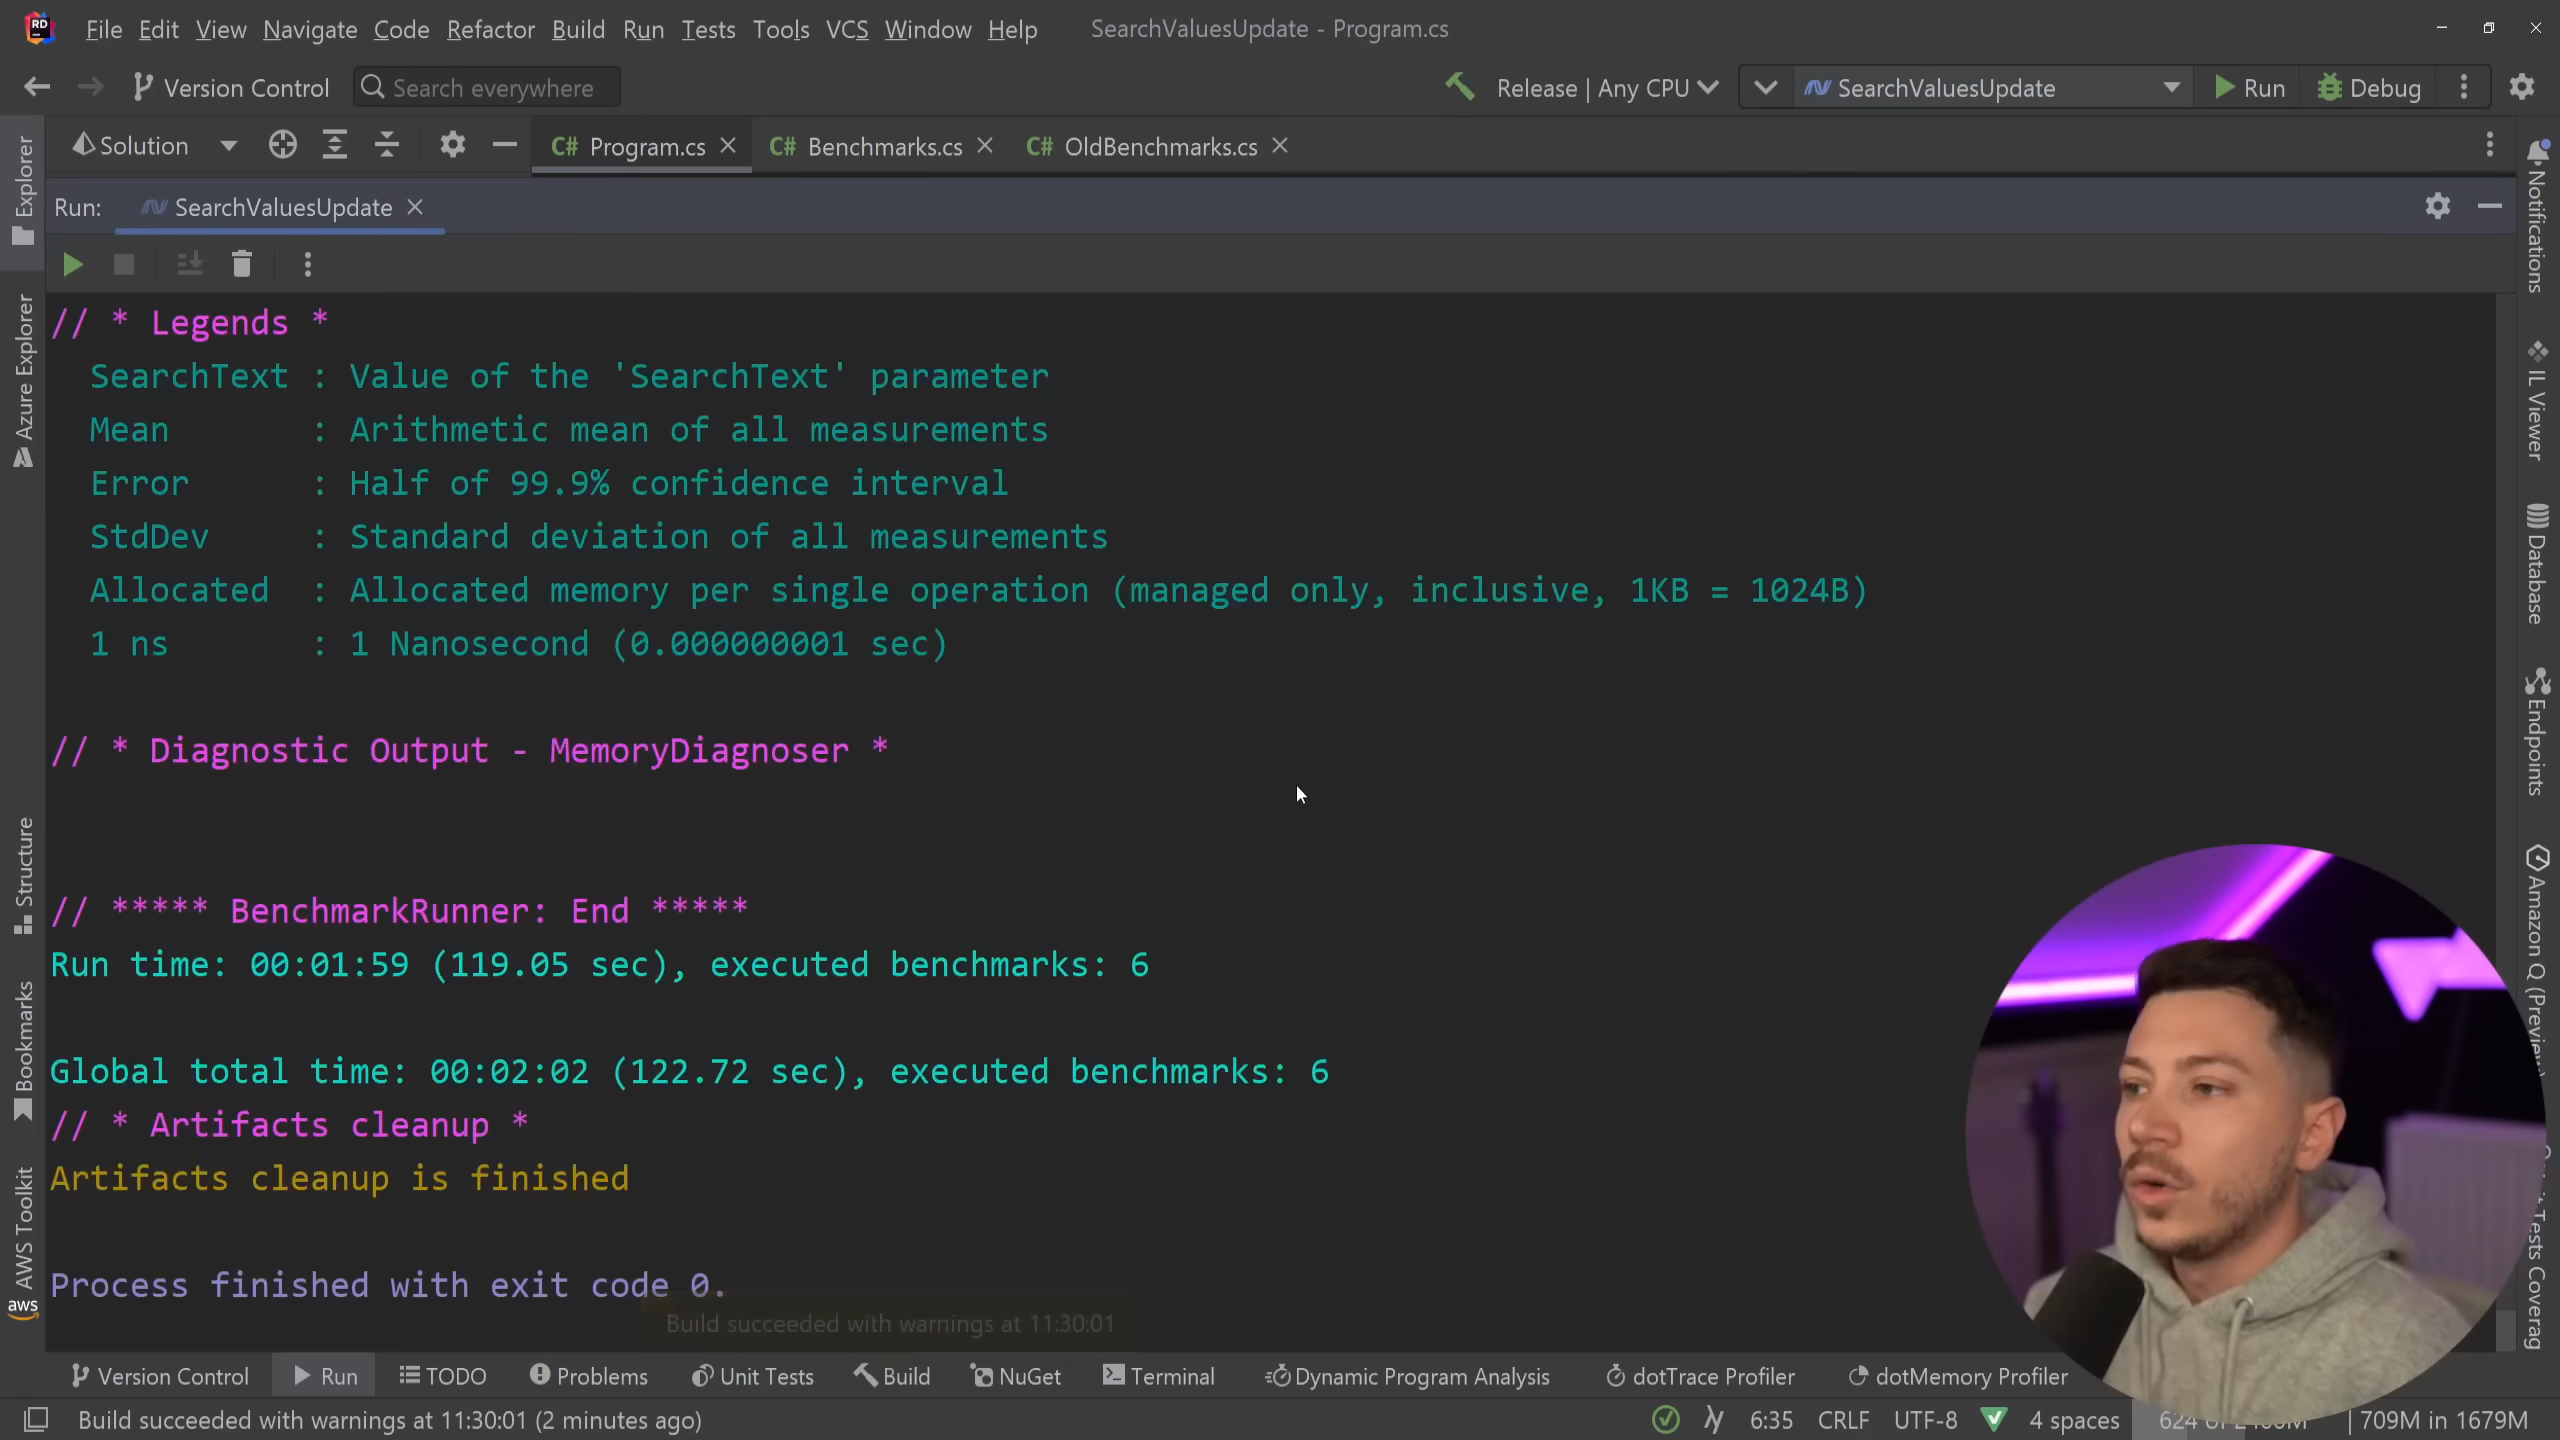 RD File Edit View Navigate Code Refactor Build Run Tests Tools VCS Window Help SearchValuesUpdate - Program.cs
Version Control Search everywhere Release | Any CPU SearchValuesUpdate Run Debug
Solution C# Program.cs C# Benchmarks.cs C# OldBenchmarks.cs
Run: SearchValuesUpdate
// * Legends *
SearchText : Value of the 'SearchText' parameter
Mean : Arithmetic mean of all measurements
Error : Half of 99.9% confidence interval
StdDev : Standard deviation of all measurements
Allocated : Allocated memory per single operation (managed only, inclusive, 1KB = 1024B)
1 ns : 1 Nanosecond (0.000000001 sec)
// * Diagnostic Output - MemoryDiagnoser *
// ***** BenchmarkRunner: End *****
Run time: 00:01:59 (119.05 sec), executed benchmarks: 6
Global total time: 00:02:02 (122.72 sec), executed benchmarks: 6
// * Artifacts cleanup *
Artifacts cleanup is finished
Process finished with exit code 0.
Build succeeded with warnings at 11:30:01
Explorer
Azure Explorer
Structure
Bookmarks
AWS Toolkit
aws
Notifications
IL Viewer
Database
Endpoints
Amazon Q (Preview)
Tests Coverag
Version Control Run TODO Problems Unit Tests Build NuGet Terminal Dynamic Program Analysis dotTrace Profiler dotMemory Profiler
Build succeeded with warnings at 11:30:01 (2 minutes ago) 6:35 CRLF UTF-8 4 spaces 709M in 1679M